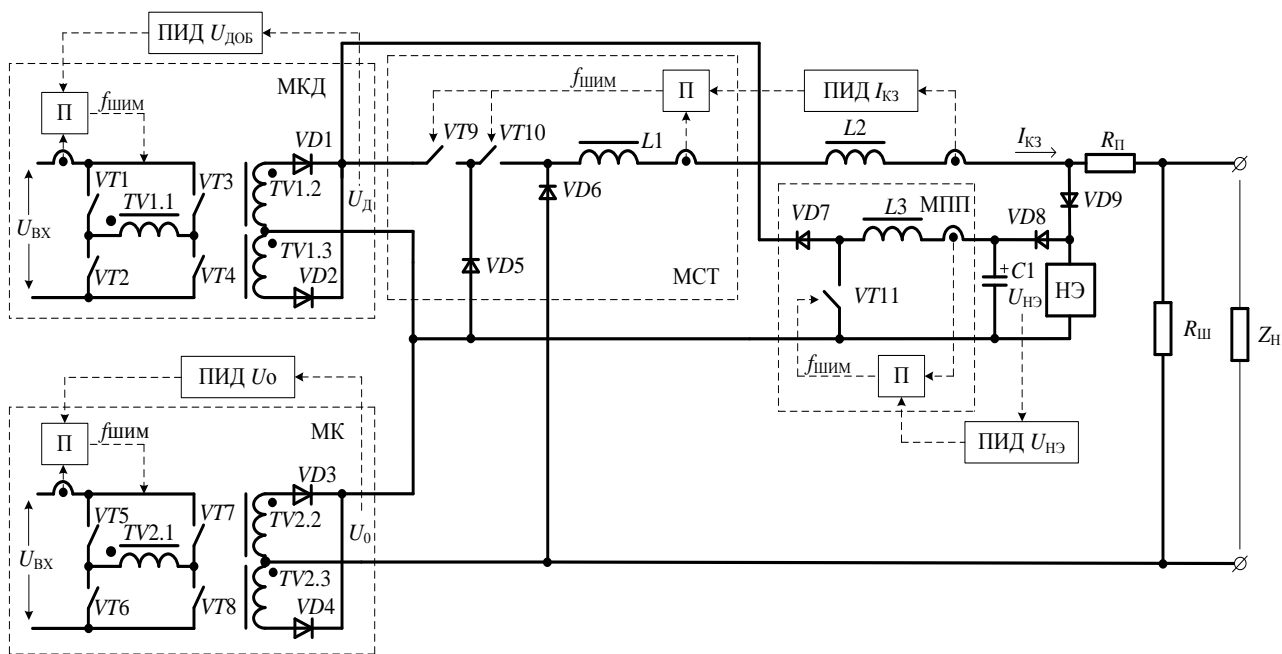 ПИД UДОБ
МКД
П
fШИМ
VT1
VT3
TV1.1
UВХ
VT2
VT4
VD1
TV1.2
TV1.3
VD2
UД
fШИМ
П
ПИД IКЗ
VT9
VT10
L1
L2
IКЗ
RП
VD6
VD5
МСТ
VD7
L3
МПП
VD8
VD9
VT11
+C1
UНЭ
НЭ
RШ
ZН
fШИМ
П
ПИД UНЭ
ПИД Uо
МК
П
fШИМ
VT5
VT7
TV2.1
UВХ
VT6
VT8
VD3
TV2.2
U0
TV2.3
VD4